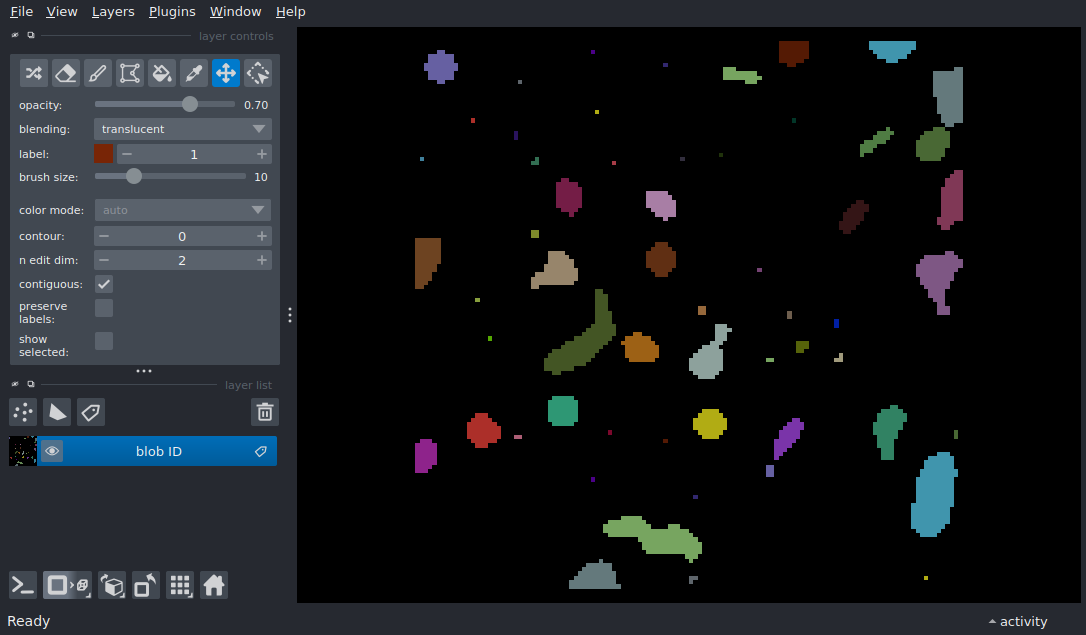 File View Layers Plugins Window Help
layer controls
opacity: 0.70
blending: translucent
label: 1
brush size: 10
color mode: auto
contour: 0
n edit dim: 2
contiguous:
preserve
labels:
show
selected:
layer list
blob ID
Ready activity